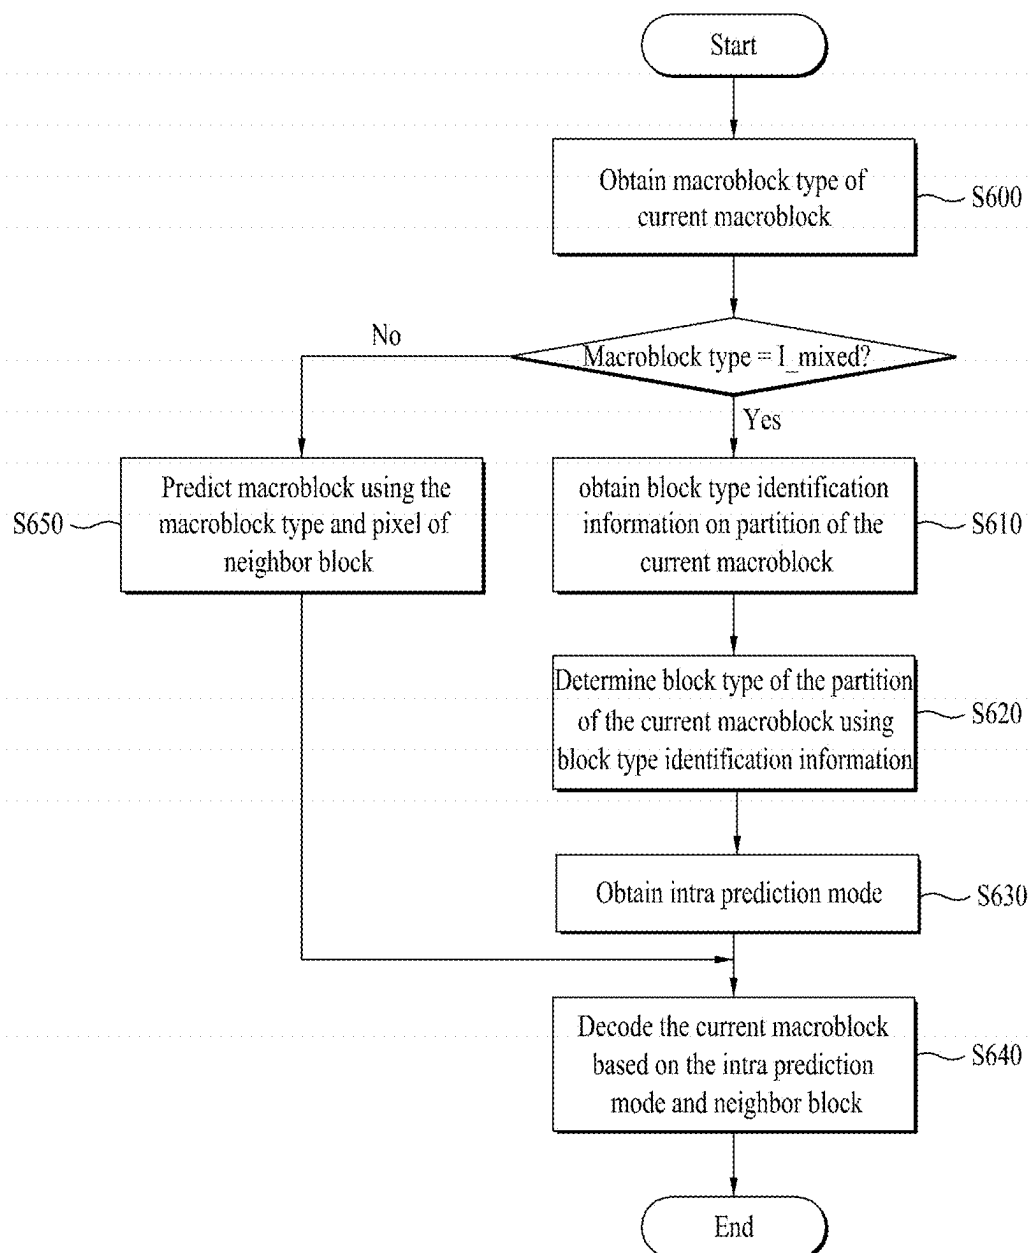 Start
Obtain macroblock type of
current macroblock
S600
Macroblock type = I_mixed?
No
Yes
Predict macroblock using the
macroblock type and pixel of
neighbor block
S650
obtain block type identification
information on partition of the
current macroblock
S610
Determine block type of the partition
of the current macroblock using
block type identification information
S620
Obtain intra prediction mode
S630
Decode the current macroblock
based on the intra prediction
mode and neighbor block
S640
End